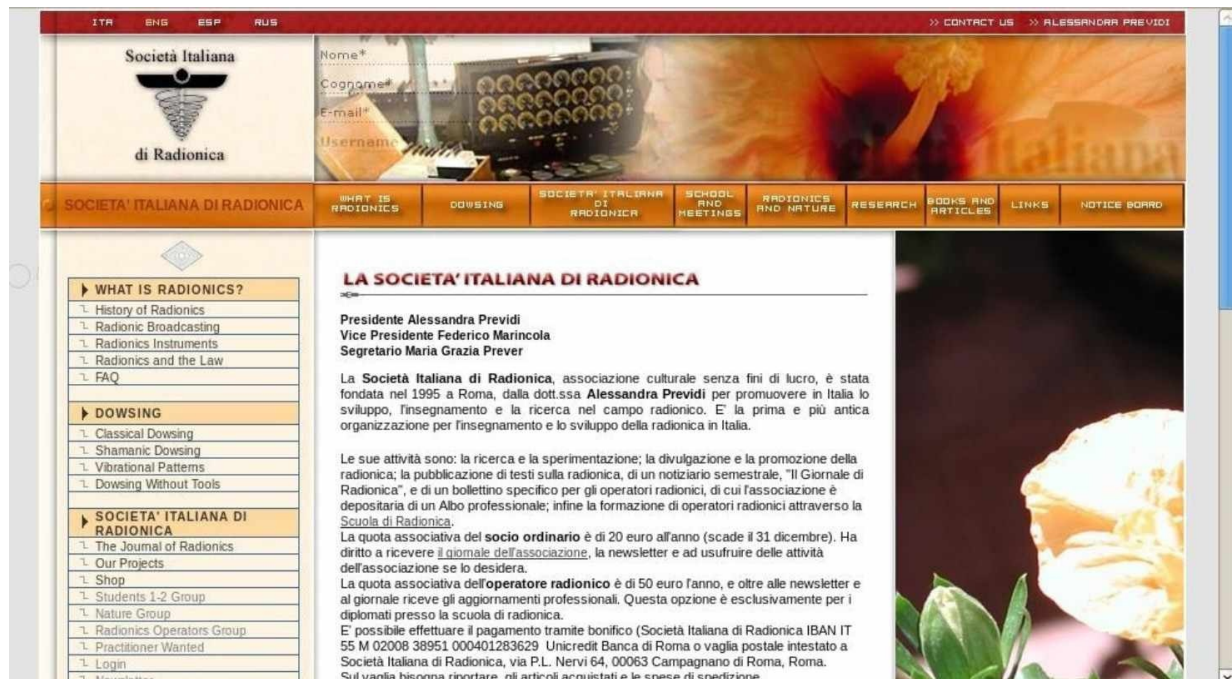 ITA ENG ESP RUS
>> CONTACT US >> ALESSANDRA PREVIDI
Società Italiana
di Radionica
Nome*
Cognome*
E-mail*
Username
Italiana
SOCIETA' ITALIANA DI RADIONICA
WHAT IS
RADIONICS
DOWSING
SOCIETA' ITALIANA
DI
RADIONICA
SCHOOL
AND
MEETINGS
RADIONICS
AND NATURE
RESEARCH
BOOKS AND
ARTICLES
LINKS
NOTICE BOARD
WHAT IS RADIONICS?
History of Radionics
Radionic Broadcasting
Radionics Instruments
Radionics and the Law
FAQ
DOWSING
Classical Dowsing
Shamanic Dowsing
Vibrational Patterns
Dowsing Without Tools
SOCIETA' ITALIANA DI
RADIONICA
The Journal of Radionics
Our Projects
Shop
Students 1-2 Group
Nature Group
Radionics Operators Group
Practitioner Wanted
Login
Newsletter
LA SOCIETA' ITALIANA DI RADIONICA
Presidente Alessandra Previdi
Vice Presidente Federico Marincola
Segretario Maria Grazia Prever
La Società Italiana di Radionica, associazione culturale senza fini di lucro, è stata
fondata nel 1995 a Roma, dalla dott.ssa Alessandra Previdi per promuovere in Italia lo
sviluppo, l'insegnamento e la ricerca nel campo radionico. E' la prima e più antica
organizzazione per l'insegnamento e lo sviluppo della radionica in Italia.
Le sue attività sono: la ricerca e la sperimentazione; la divulgazione e la promozione della
radionica; la pubblicazione di testi sulla radionica, di un notiziario semestrale, "Il Giornale di
Radionica", e di un bollettino specifico per gli operatori radionici, di cui l'associazione è
depositaria di un Albo professionale; infine la formazione di operatori radionici attraverso la
Scuola di Radionica.
La quota associativa del socio ordinario è di 20 euro all'anno (scade il 31 dicembre). Ha
diritto a ricevere il giornale dell'associazione, la newsletter e ad usufruire delle attività
dell'associazione se lo desidera.
La quota associativa dell'operatore radionico è di 50 euro l'anno, e oltre alle newsletter e
al giornale riceve gli aggiornamenti professionali. Questa opzione è esclusivamente per i
diplomati presso la scuola di radionica.
E' possibile effettuare il pagamento tramite bonifico (Società Italiana di Radionica IBAN IT
55 M 02008 38951 000401283629 Unicredit Banca di Roma o vaglia postale intestato a
Società Italiana di Radionica, via P.L. Nervi 64, 00063 Campagnano di Roma, Roma.
Sul vaglia bisogna riportare, gli articoli acquistati e le spese di spedizione